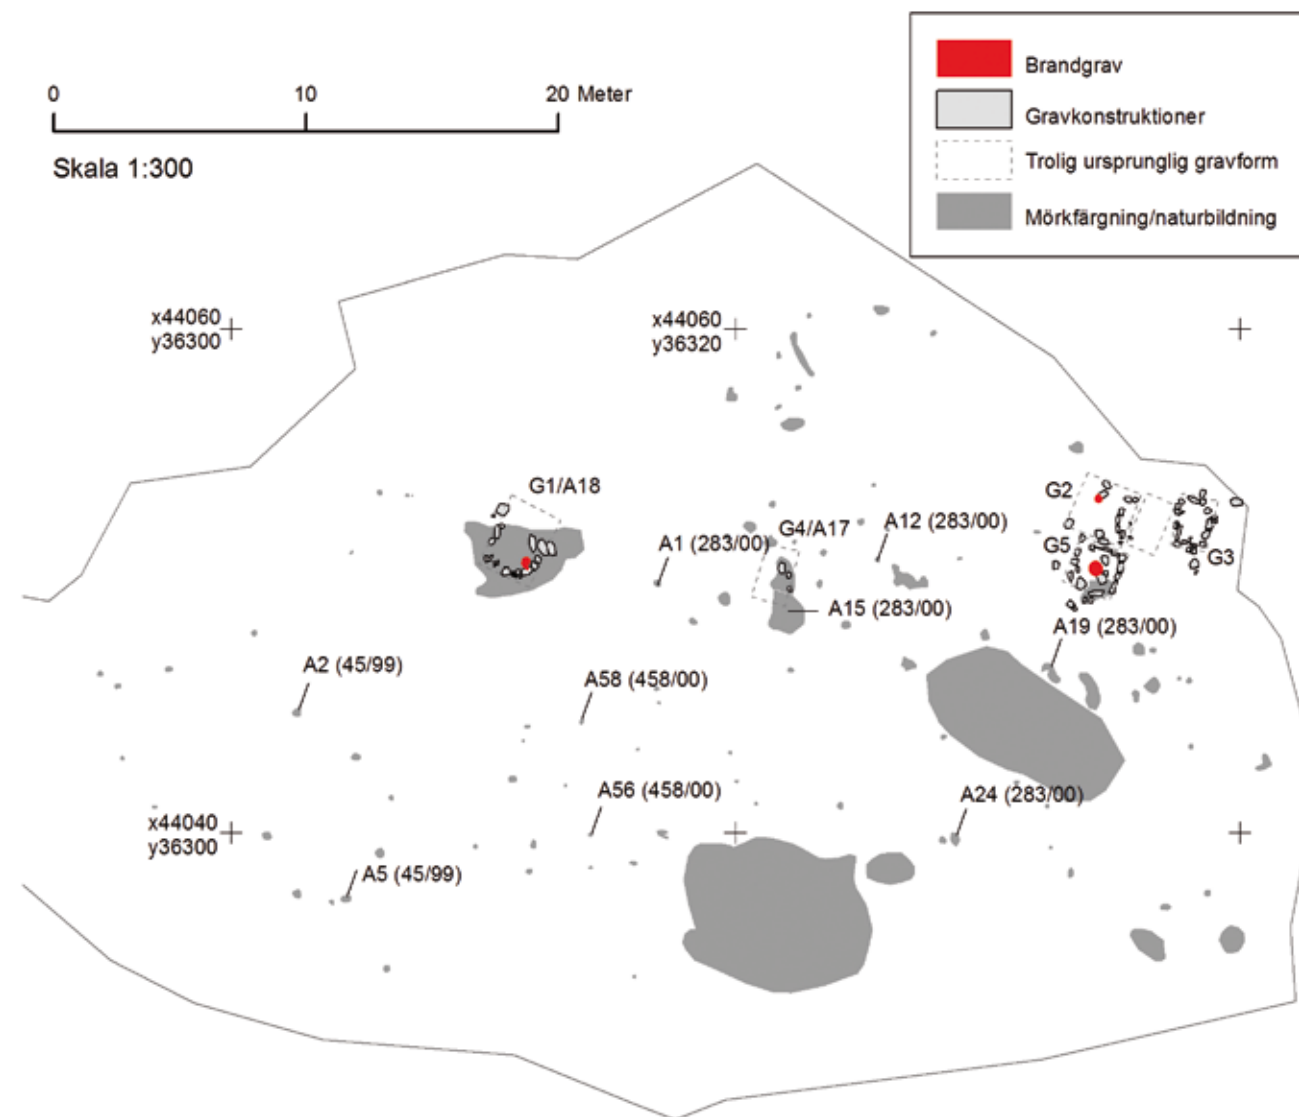 0 10 20 Meter
Skala 1:300
Brandgrav
Gravkonstruktioner
Trolig ursprunglig gravform
Mörkfärgning/naturbildning
x44060
y36300
x44060
y36320
G1/A18
G2
G5
G3
A1 (283/00)
G4/A17
A12 (283/00)
A15 (283/00)
A19 (283/00)
A2 (45/99)
A58 (458/00)
A56 (458/00)
A24 (283/00)
x44040
y36300
A5 (45/99)